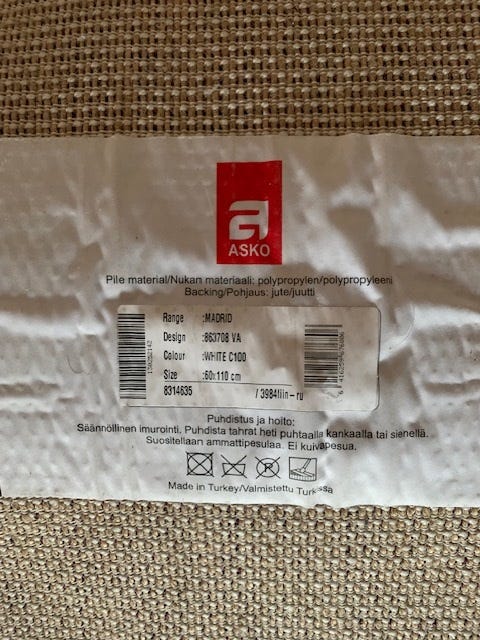 a
ASKO
Pile material/Nukan materiaali: polypropylen/polypropyleeni
Backing/Pohjaus: jute/juutti
Range :MADRID
Design :863708 VA
Colour :WHITE C100
Size :60x110 cm
8314635 / 3984liin-ru
Puhdistus ja hoito:
Säännöllinen imurointi. Puhdista tahrat heti puhtaalla kankaalla tai sienellä.
Suositellaan ammattipesulaa. Ei kuivapesua.
P
Made in Turkey/Valmistettu Turkissa